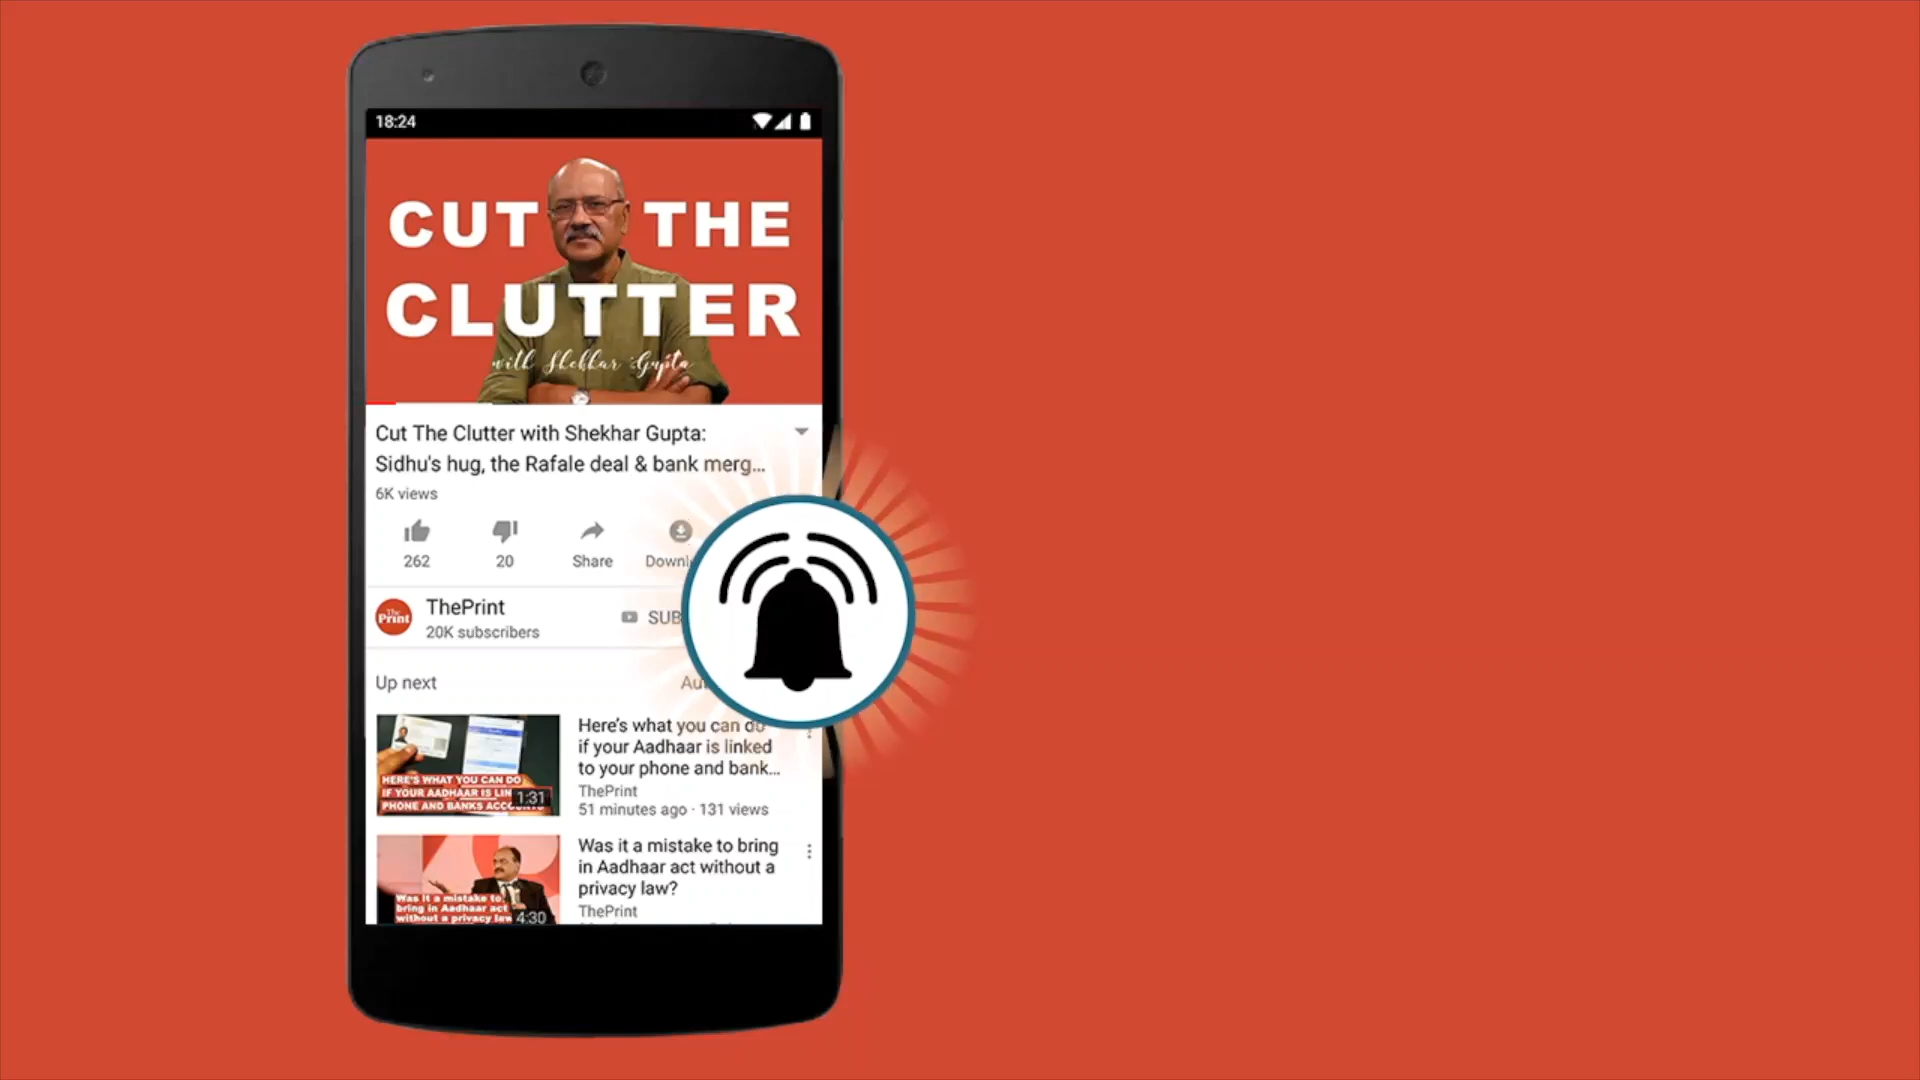 18:24
CUT THE
CLUTTER
with Shekhar Gupta
Cut The Clutter with Shekhar Gupta:
Sidhu's hug, the Rafale deal & bank merg...
6K views
262
20
Share
Downl
The
Print
ThePrint
20K subscribers
SUB
Up next
Au
HERE'S WHAT YOU CAN DO
IF YOUR AADHAAR IS LIN
PHONE AND BANKS ACCOUNTS
1:31
Here's what you can do
if your Aadhaar is linked
to your phone and bank...
ThePrint
51 minutes ago · 131 views
Was it a mistake to
bring in Aadhaar act
without a privacy law
4:30
Was it a mistake to bring
in Aadhaar act without a
privacy law?
ThePrint